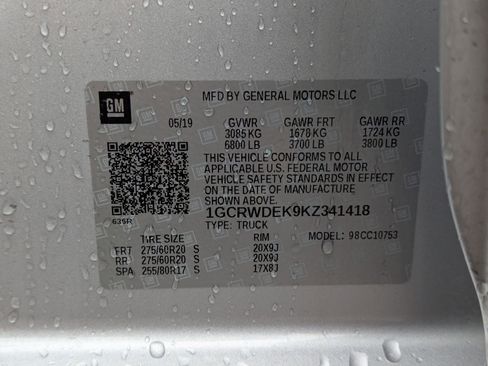 GM
MFD BY GENERAL MOTORS LLC
05/19 GVWR GAWR FRT GAWR RR
3085 KG 1678 KG 1724 KG
6800 LB 3700 LB 3800 LB
THIS VEHICLE CONFORMS TO ALL
APPLICABLE U.S. FEDERAL MOTOR
VEHICLE SAFETY STANDARDS IN EFFECT
ON THE DATE OF MANUFACTURE
SHOWN ABOVE.
1GCRWDEK9KZ341418
TYPE: TRUCK
TIRE SIZE RIM MODEL: 98CC10753
FRT 275/60R20 S 20X9J
RR 275/60R20 S 20X9J
SPA 255/80R17 S 17X8J